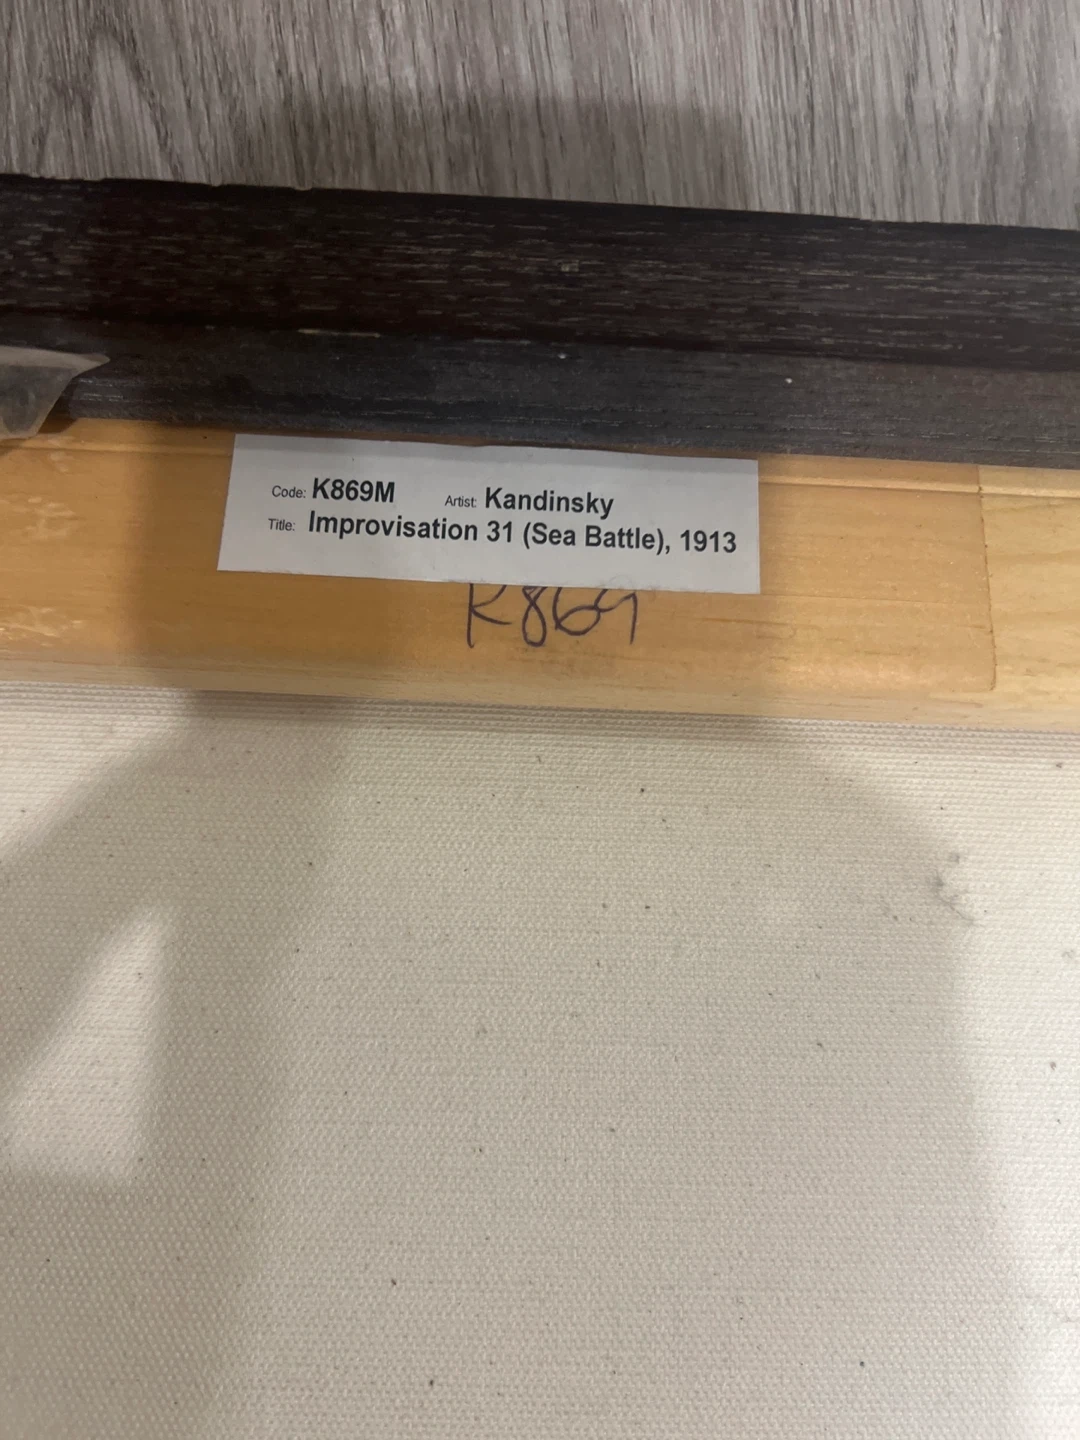 Code: K869M Artist: Kandinsky
Title: Improvisation 31 (Sea Battle), 1913
K869